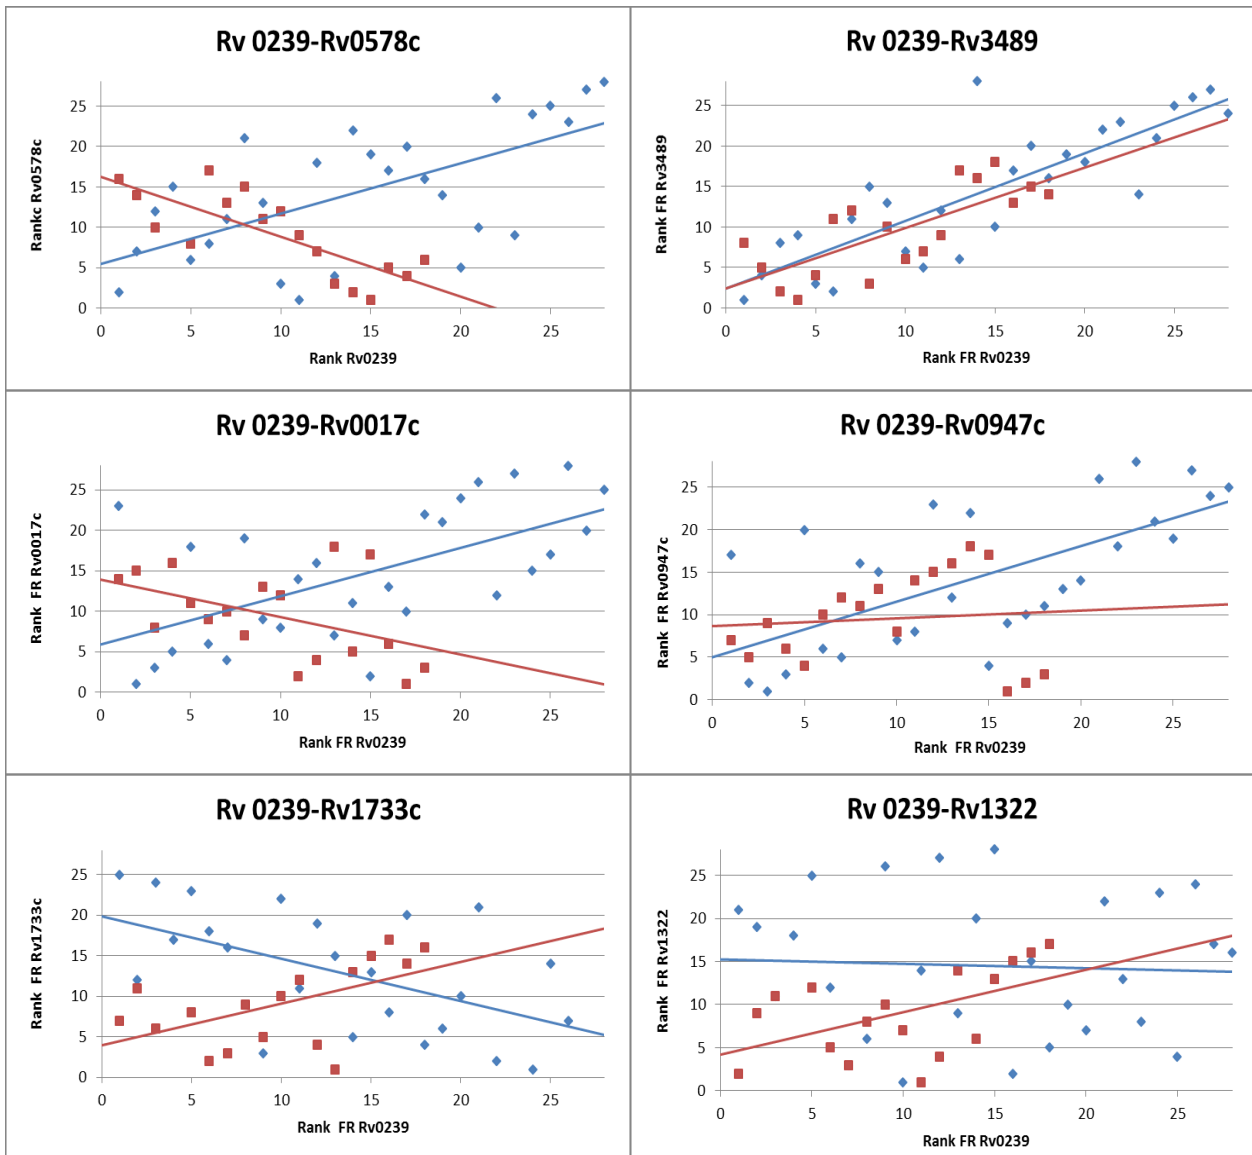 Rv 0239-Rv0578c
Rankc Rv0578c
25
20
15
10
5
0
0 5 10 15 20 25
Rank Rv0239
Rv 0239-Rv3489
Rank FR Rv3489
25
20
15
10
5
0
0 5 10 15 20 25
Rank FR Rv0239
Rv 0239-Rv0017c
Rank FR Rv0017c
25
20
15
10
5
0
0 5 10 15 20 25
Rank FR Rv0239
Rv 0239-Rv0947c
Rank FR Rv0947c
25
20
15
10
5
0
0 5 10 15 20 25
Rank FR Rv0239
Rv 0239-Rv1733c
Rank FR Rv1733c
25
20
15
10
5
0
0 5 10 15 20 25
Rank FR Rv0239
Rv 0239-Rv1322
Rank FR Rv1322
25
20
15
10
5
0
0 5 10 15 20 25
Rank FR Rv0239